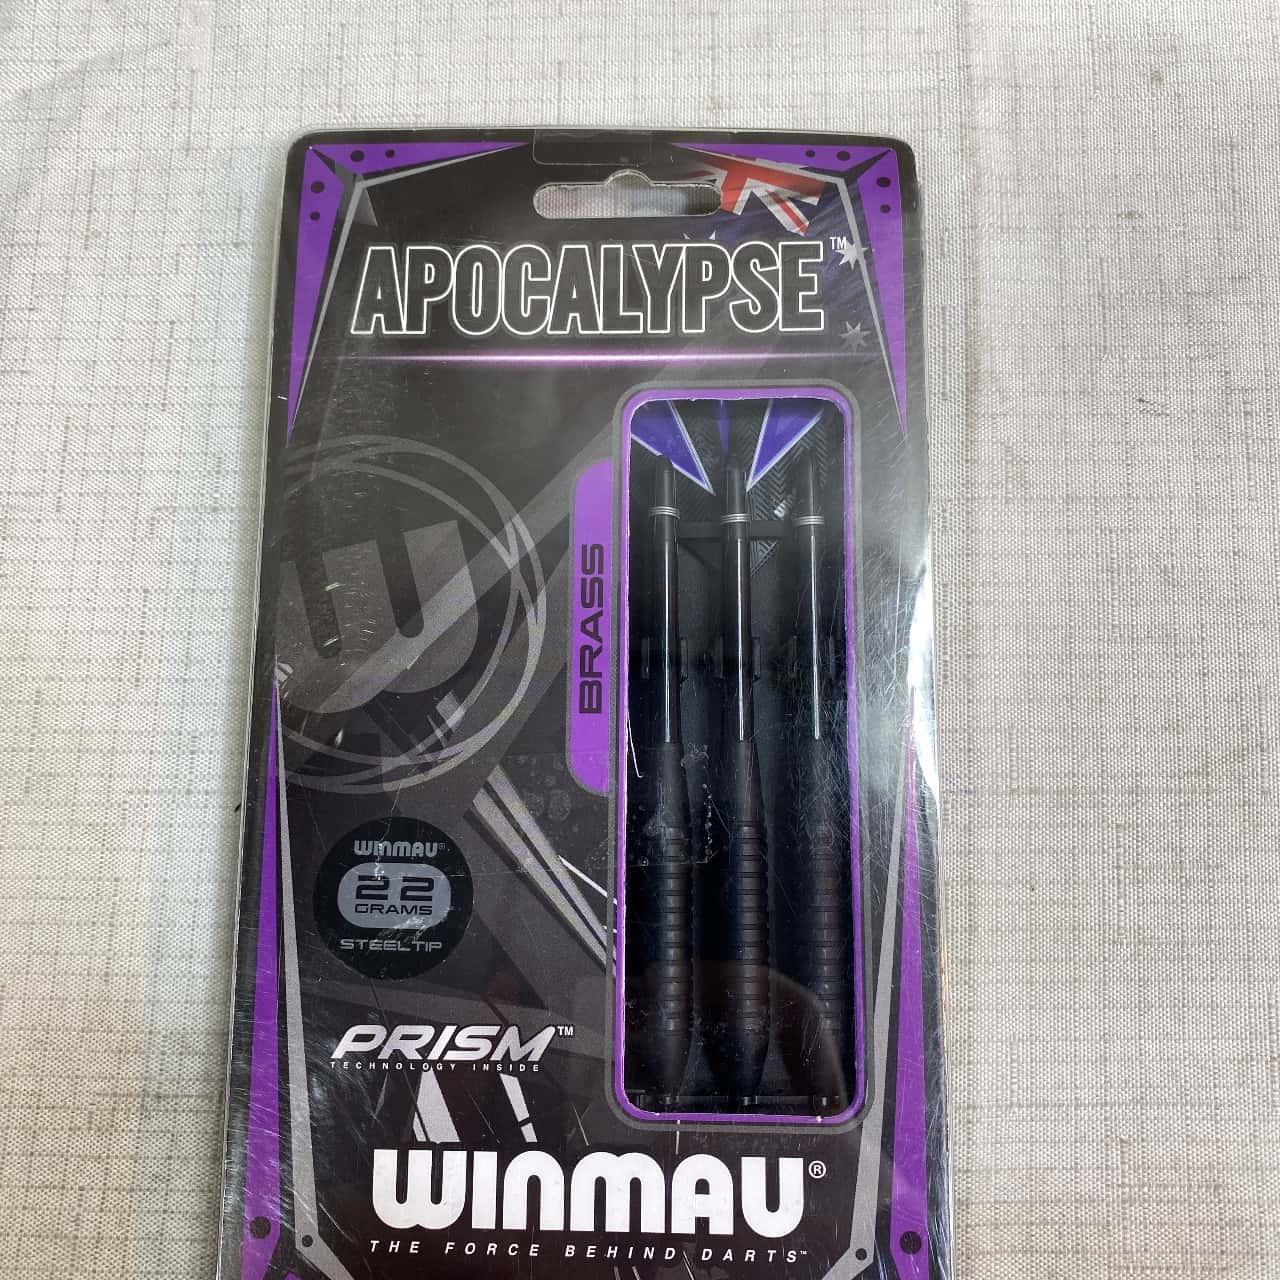 APOCALYPSE™
BRASS
WINMAU®
22
GRAMS
STEEL TIP
PRISM™
TECHNOLOGY INSIDE
WINMAU®
THE FORCE BEHIND DARTS™